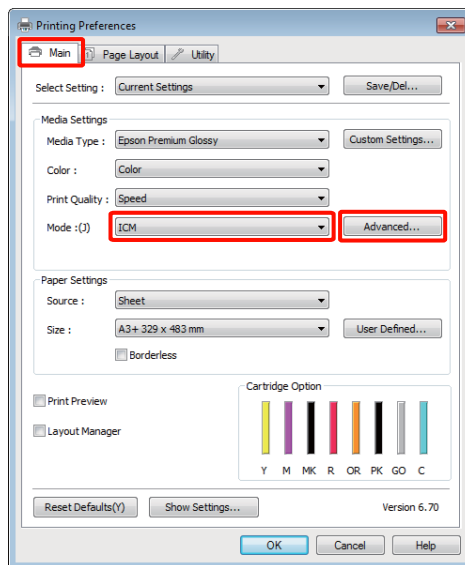 Printing Preferences
Main
Page Layout
Utility
Select Setting : Current Settings Save/Del...
Media Settings
Media Type : Epson Premium Glossy Custom Settings...
Color : Color
Print Quality : Speed
Mode :(J) ICM Advanced...
Paper Settings
Source : Sheet
Size : A3+ 329 x 483 mm User Defined...
Borderless
Print Preview
Layout Manager
Cartridge Option
Y M MK R OR PK GO C
Reset Defaults(Y) Show Settings... Version 6.70
OK Cancel Help